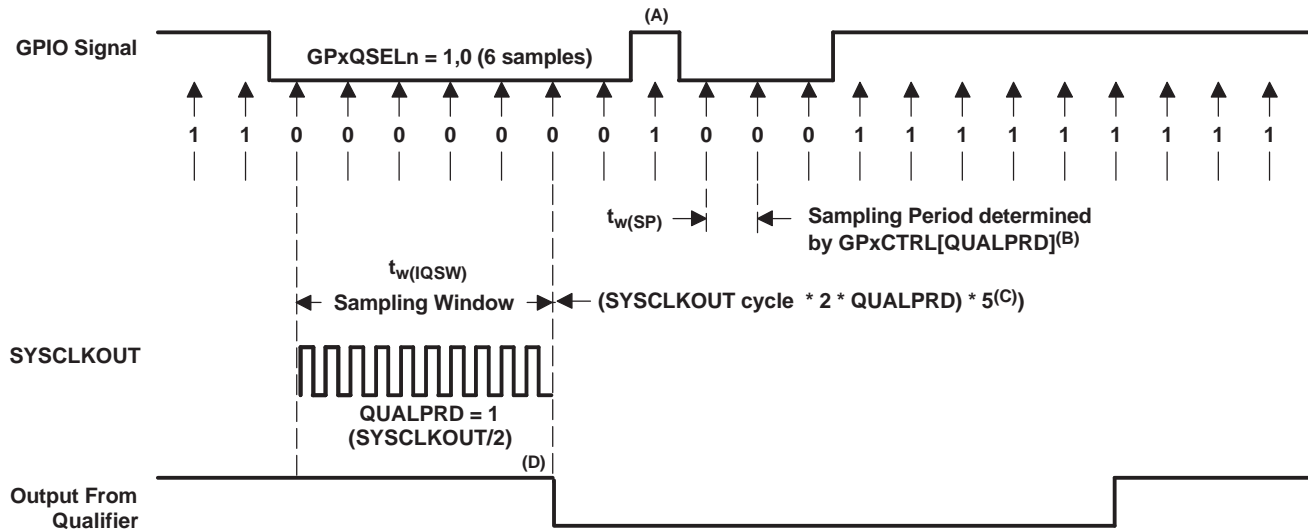 (A)
GPIO Signal
GPxQSELn = 1,0 (6 samples)
1 1 0 0 0 0 0 0 0 1 0 0 0 1 1 1 1 1 1 1 1 1
tw(SP)
Sampling Period determined
by GPxCTRL[QUALPRD](B)
tw(IQSW)
Sampling Window
(SYSCLKOUT cycle * 2 * QUALPRD) * 5(C))
SYSCLKOUT
QUALPRD = 1
(SYSCLKOUT/2)
(D)
Output From
Qualifier